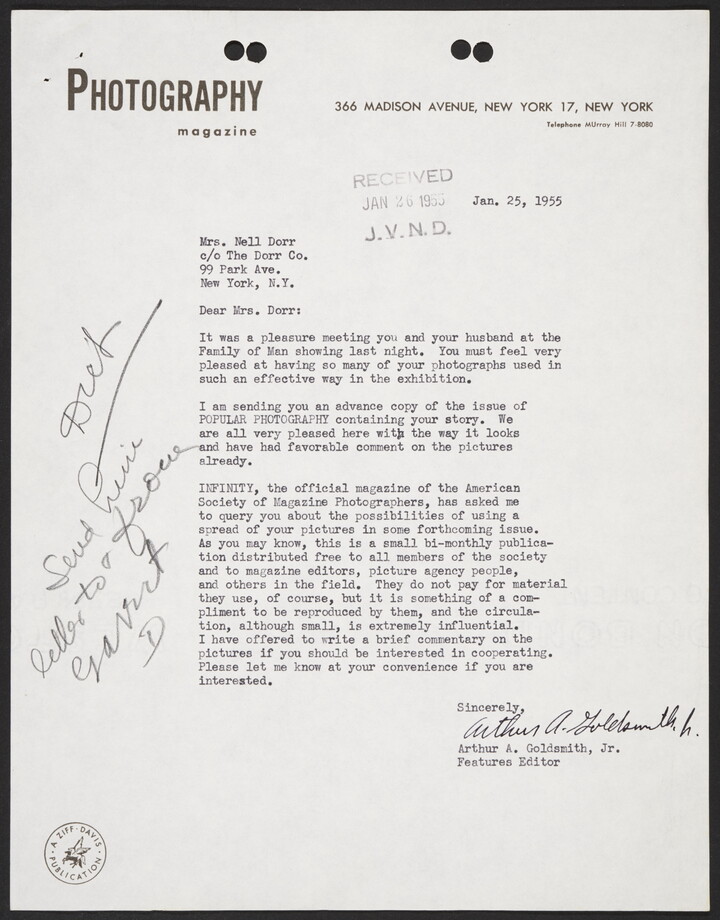 PHOTOGRAPHY
magazine
366 MADISON AVENUE, NEW YORK 17, NEW YORK
Telephone MUrray Hill 7-8080
RECEIVED
JAN 26 1955
J.V.N.D.
Jan. 25, 1955
Mrs. Nell Dorr
c/o The Dorr Co.
99 Park Ave.
New York, N.Y.
Dear Mrs. Dorr:
It was a pleasure meeting you and your husband at the
Family of Man showing last night. You must feel very
pleased at having so many of your photographs used in
such an effective way in the exhibition.
I am sending you an advance copy of the issue of
POPULAR PHOTOGRAPHY containing your story. We
are all very pleased here with the way it looks
and have had favorable comment on the pictures
already.
INFINITY, the official magazine of the American
Society of Magazine Photographers, has asked me
to query you about the possibilities of using a
spread of your pictures in some forthcoming issue.
As you may know, this is a small bi-monthly publica-
tion distributed free to all members of the society
and to magazine editors, picture agency people,
and others in the field. They do not pay for material
they use, of course, but it is something of a com-
pliment to be reproduced by them, and the circula-
tion, although small, is extremely influential.
I have offered to write a brief commentary on the
pictures if you should be interested in cooperating.
Please let me know at your convenience if you are
interested.
Sincerely,
Arthur A. Goldsmith, Jr.
Arthur A. Goldsmith, Jr.
Features Editor
Send
letter to
D
A ZIFF-DAVIS PUBLICATION